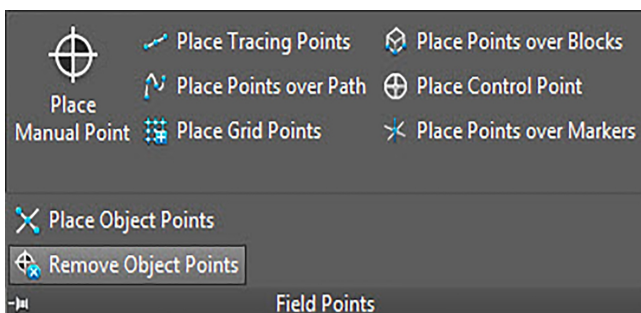 Place
Manual Point
Place Tracing Points
Place Points over Path
Place Grid Points
Place Points over Blocks
Place Control Point
Place Points over Markers
Place Object Points
Remove Object Points
Field Points